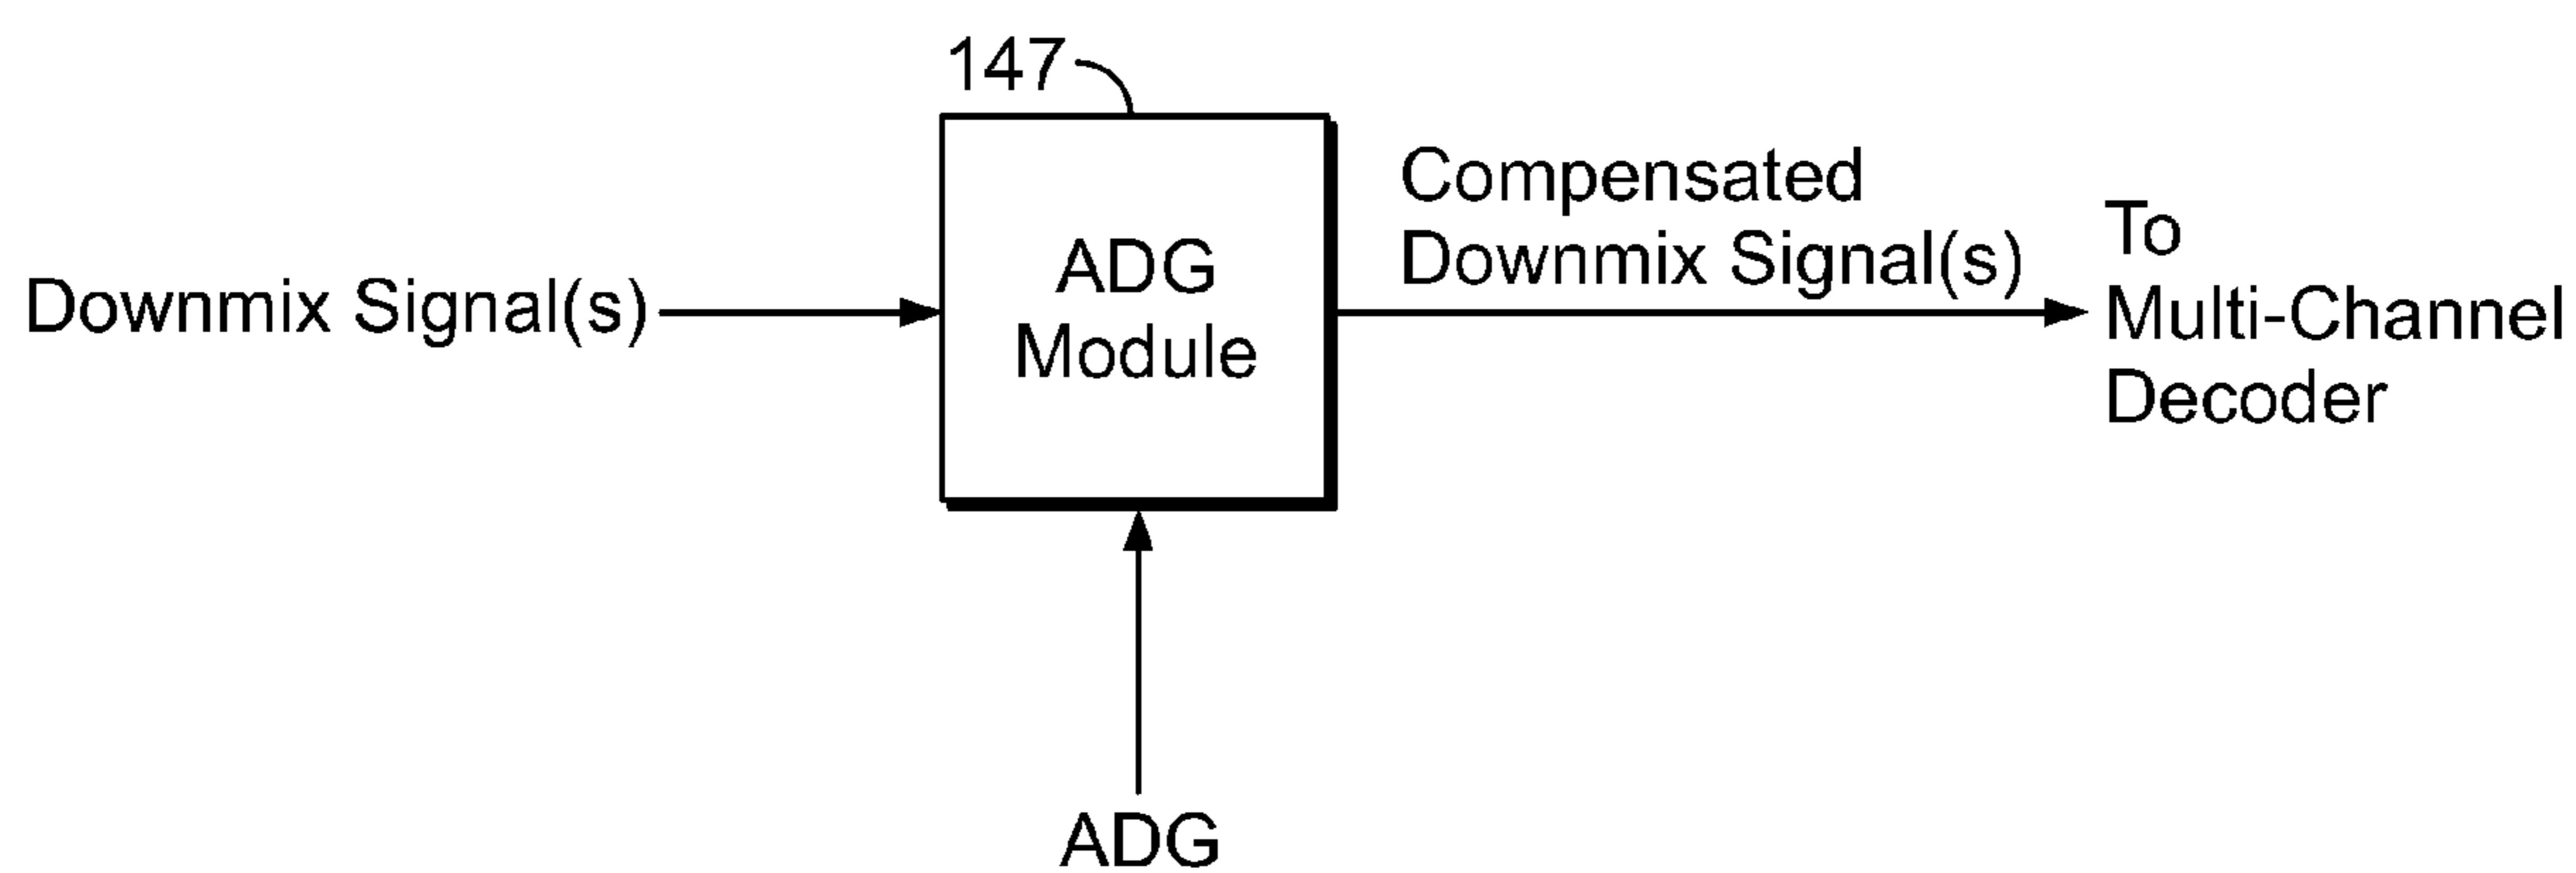 147
Downmix Signal(s)
ADG
Module
Compensated
Downmix Signal(s)
To
Multi-Channel
Decoder
ADG